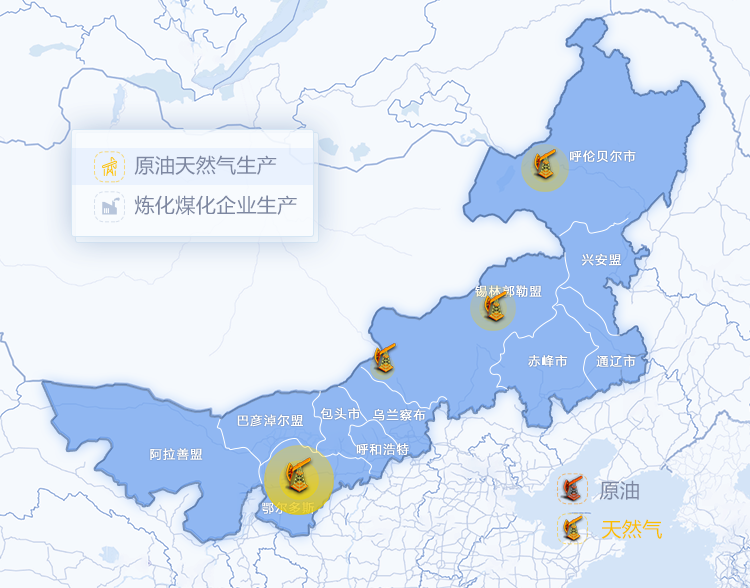 原油天然气生产
炼化煤化企业生产
呼伦贝尔市
兴安盟
锡林郭勒盟
赤峰市
通辽市
巴彦淖尔盟
包头市
乌兰察布
呼和浩特
阿拉善盟
鄂尔多斯
原油
天然气